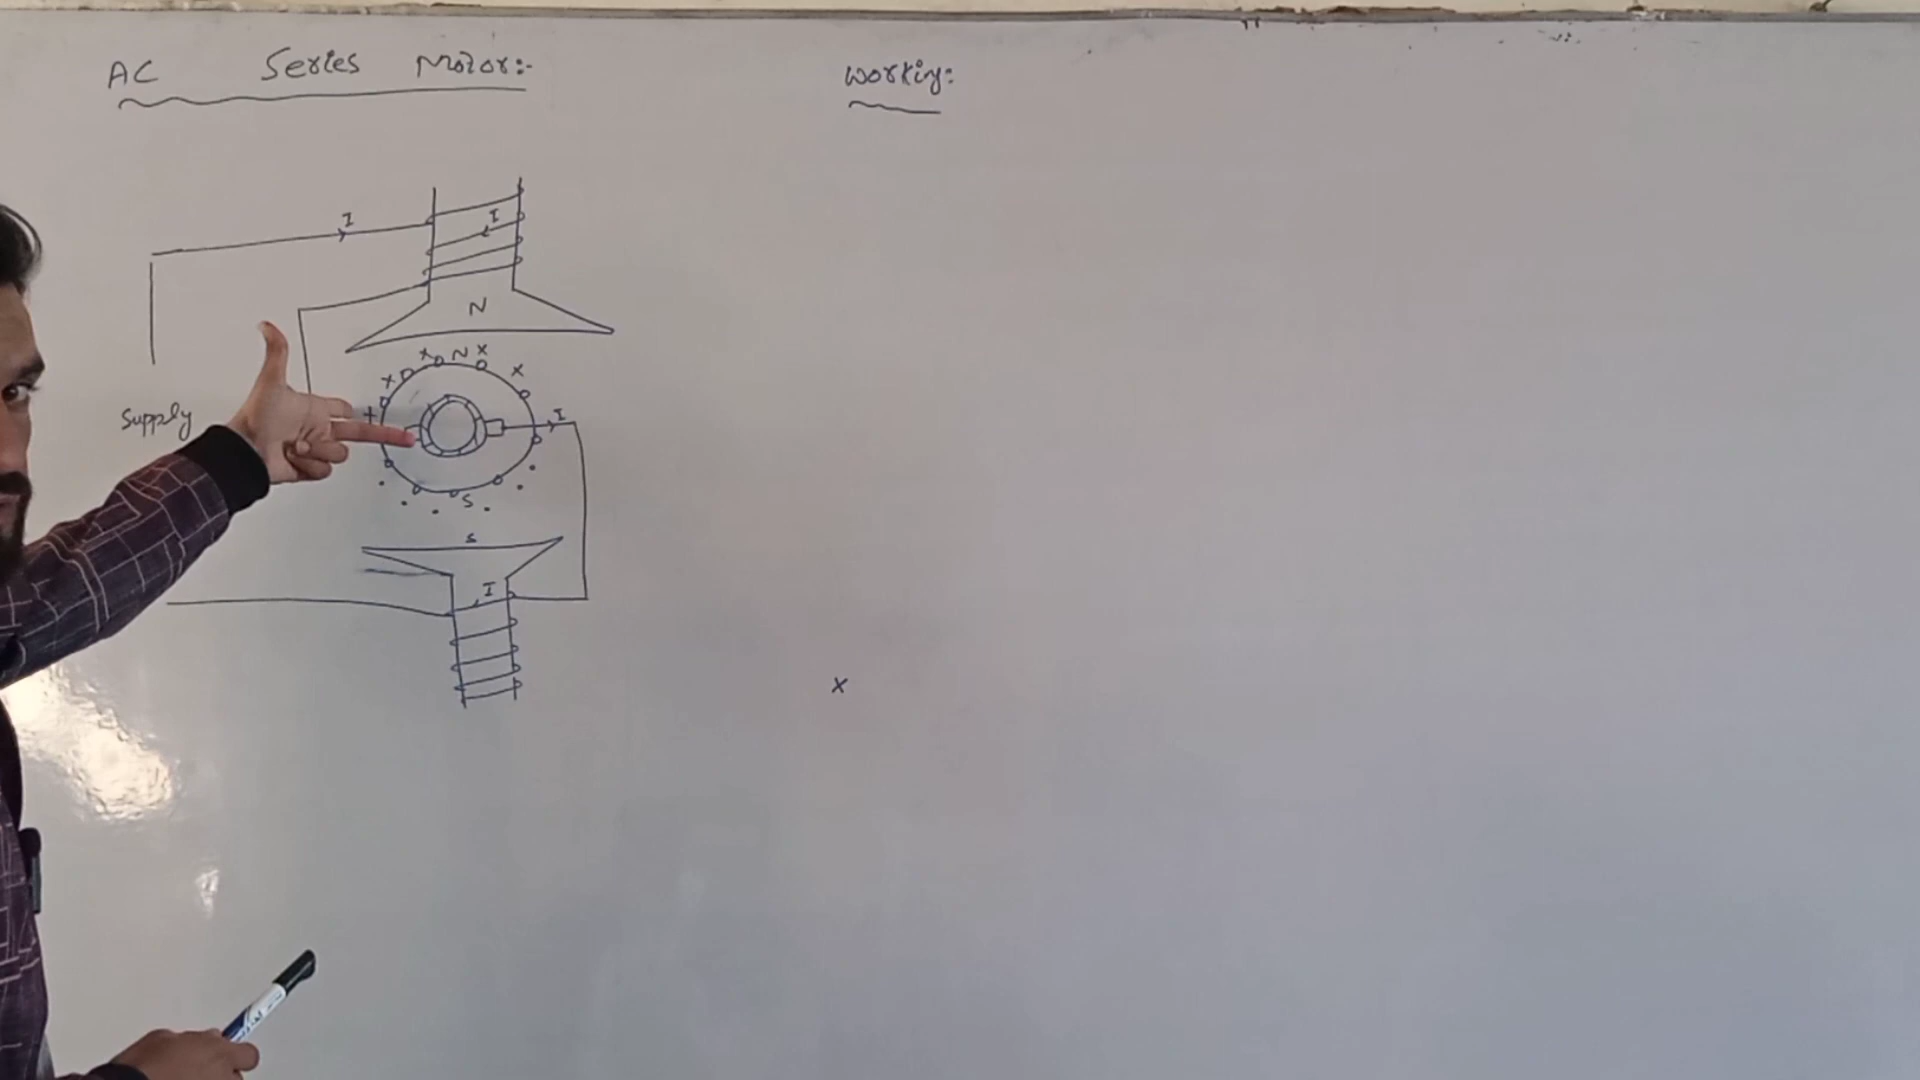 AC Series Motor:-
Working:
I
I
N
x N x
x
x
+
Supply
I
S
S
I
x